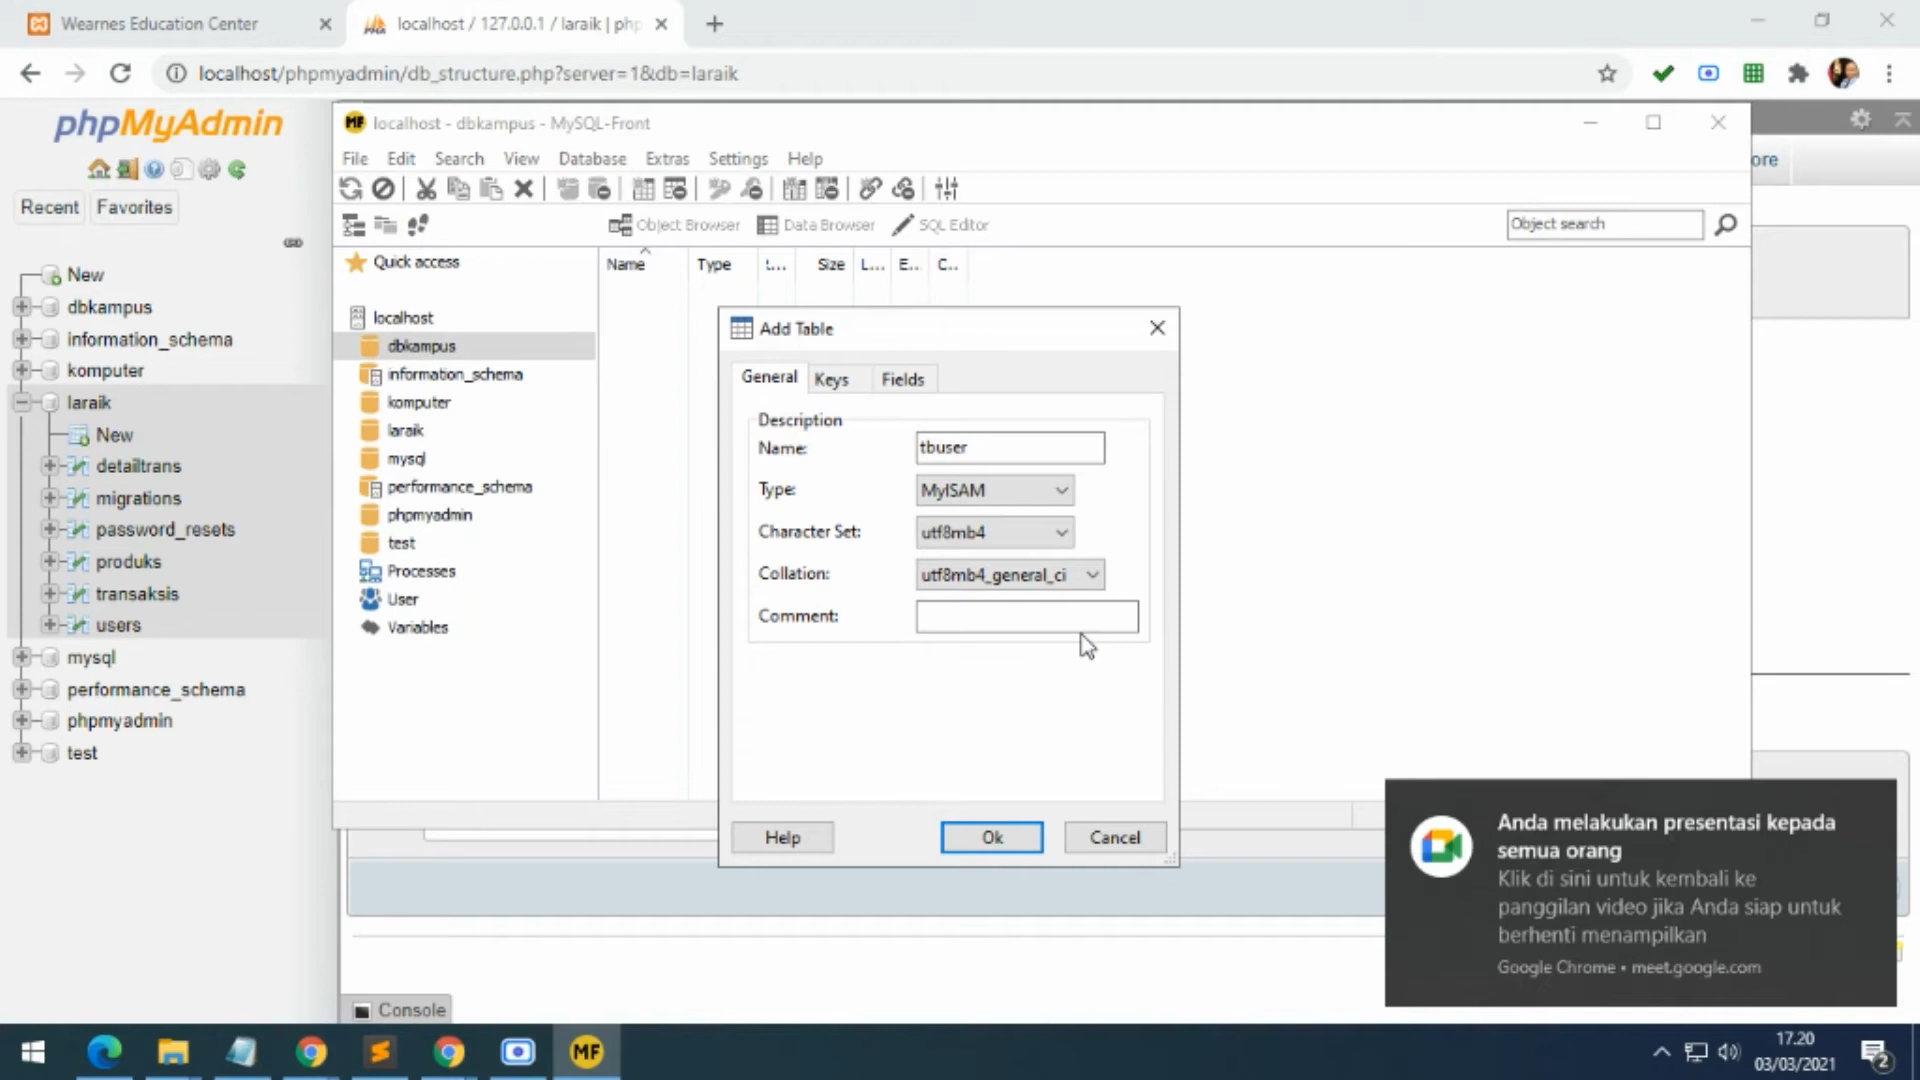 Wearnes Education Center
localhost / 127.0.0.1 / laraik | php
localhost/phpmyadmin/db_structure.php?server=1&db=laraik
phpMyAdmin
Recent
Favorites
New
dbkampus
information_schema
komputer
laraik
New
detailtrans
migrations
password_resets
produks
transaksis
users
mysql
performance_schema
phpmyadmin
test
MF
localhost - dbkampus - MySQL-Front
ore
File Edit Search View Database Extras Settings Help
Object Browser Data Browser SQL Editor
Object search
Quick access
Name Type t... Size L... E... C...
localhost
dbkampus
information_schema
komputer
laraik
mysql
performance_schema
phpmyadmin
test
Processes
User
Variables
Add Table
General Keys Fields
Description
Name: tbuser
Type: MyISAM
Character Set: utf8mb4
Collation: utf8mb4_general_ci
Comment:
Help Ok Cancel
Anda melakukan presentasi kepada
semua orang
Klik di sini untuk kembali ke
panggilan video jika Anda siap untuk
berhenti menampilkan
Google Chrome • meet.google.com
Console
MF
17.20
03/03/2021
2